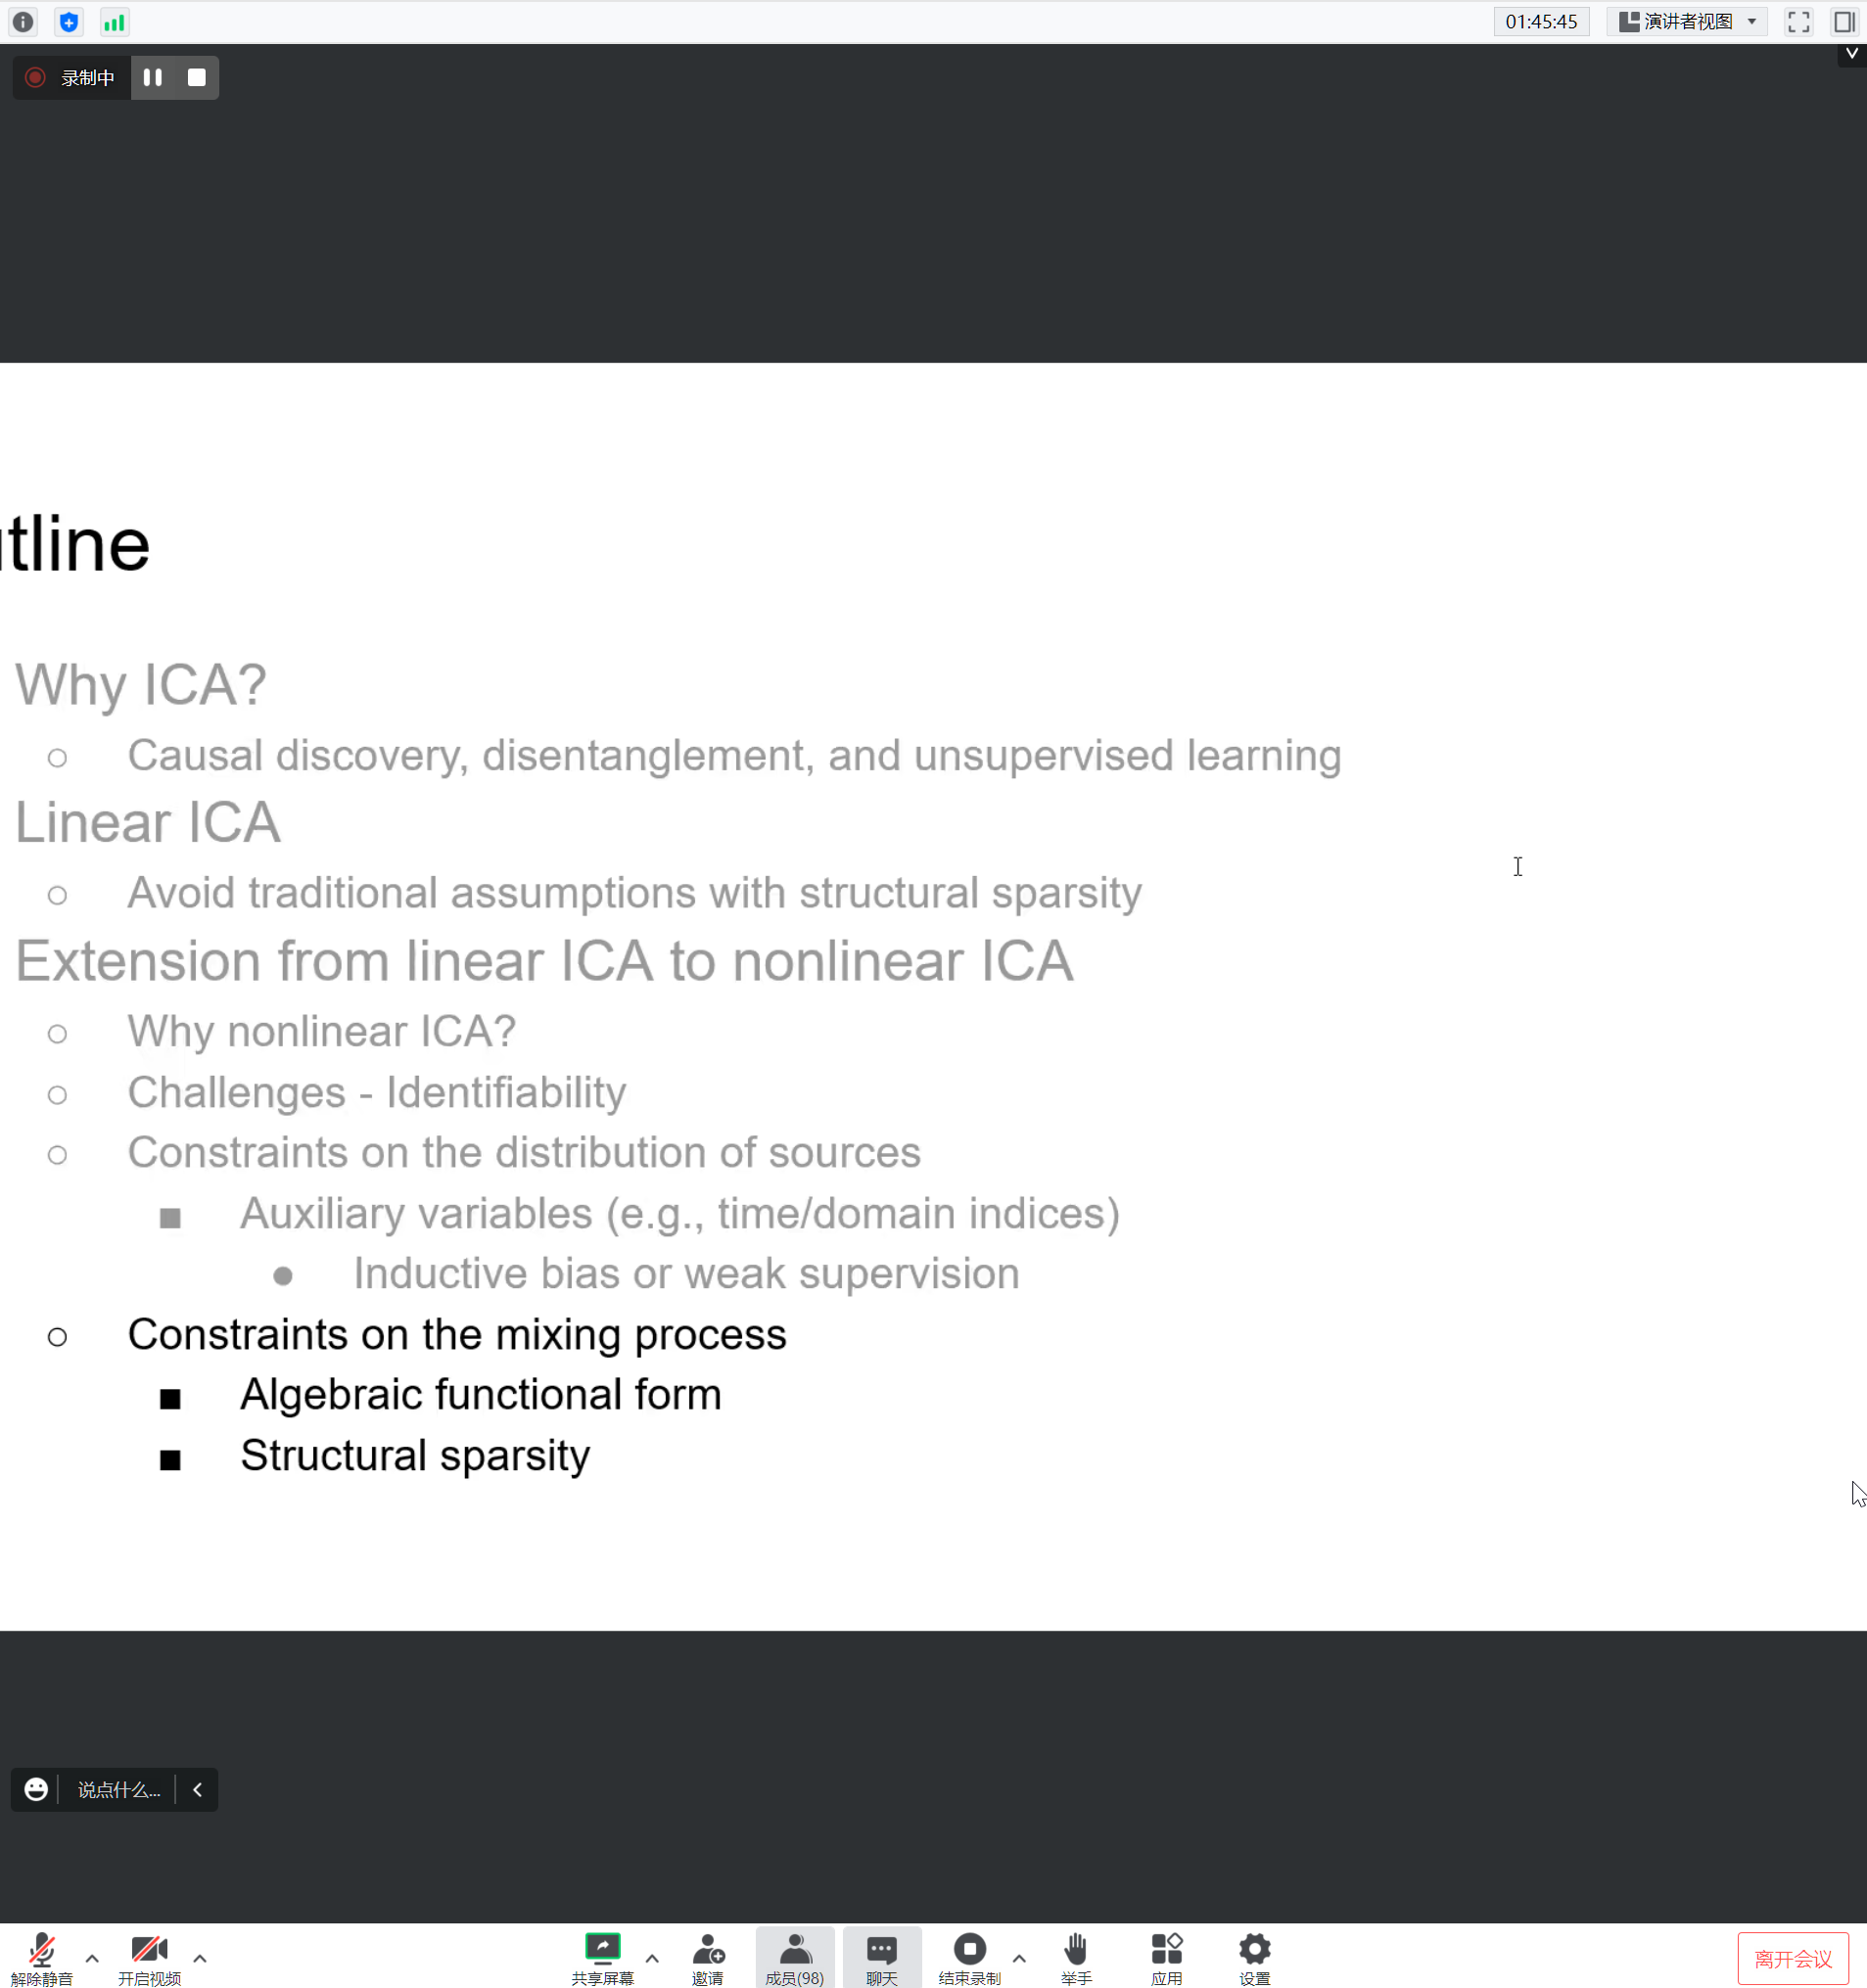 01:45:45 演讲者视图
录制中
tline
Why ICA?
Causal discovery, disentanglement, and unsupervised learning
Linear ICA
Avoid traditional assumptions with structural sparsity
Extension from linear ICA to nonlinear ICA
Why nonlinear ICA?
Challenges - Identifiability
Constraints on the distribution of sources
Auxiliary variables (e.g., time/domain indices)
Inductive bias or weak supervision
Constraints on the mixing process
Algebraic functional form
Structural sparsity
说点什么...
解除静音 开启视频 共享屏幕 邀请 成员(98) 聊天 结束录制 举手 应用 设置 离开会议